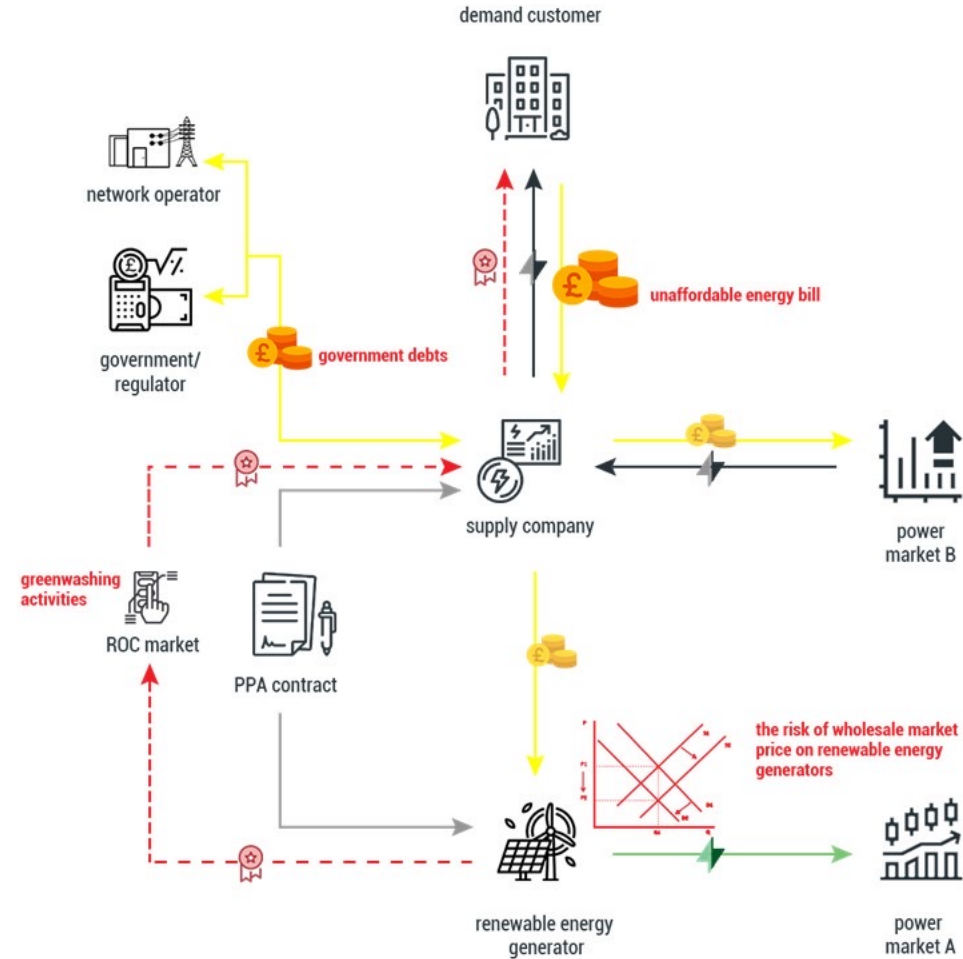 demand customer
network operator
unaffordable energy bill
government/
regulator
government debts
supply company
power
market B
greenwashing
activities
ROC market
PPA contract
the risk of wholesale market
price on renewable energy
generators
renewable energy
generator
power
market A